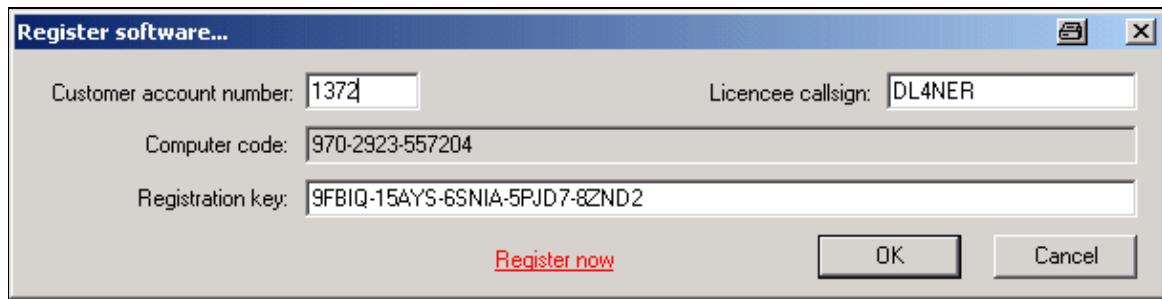 Register software...
Customer account number: 1372 Licencee callsign: DL4NER
Computer code: 970-2923-557204
Registration key: 9FBIQ-15AYS-6SNIA-5PJD7-8ZND2
Register now OK Cancel